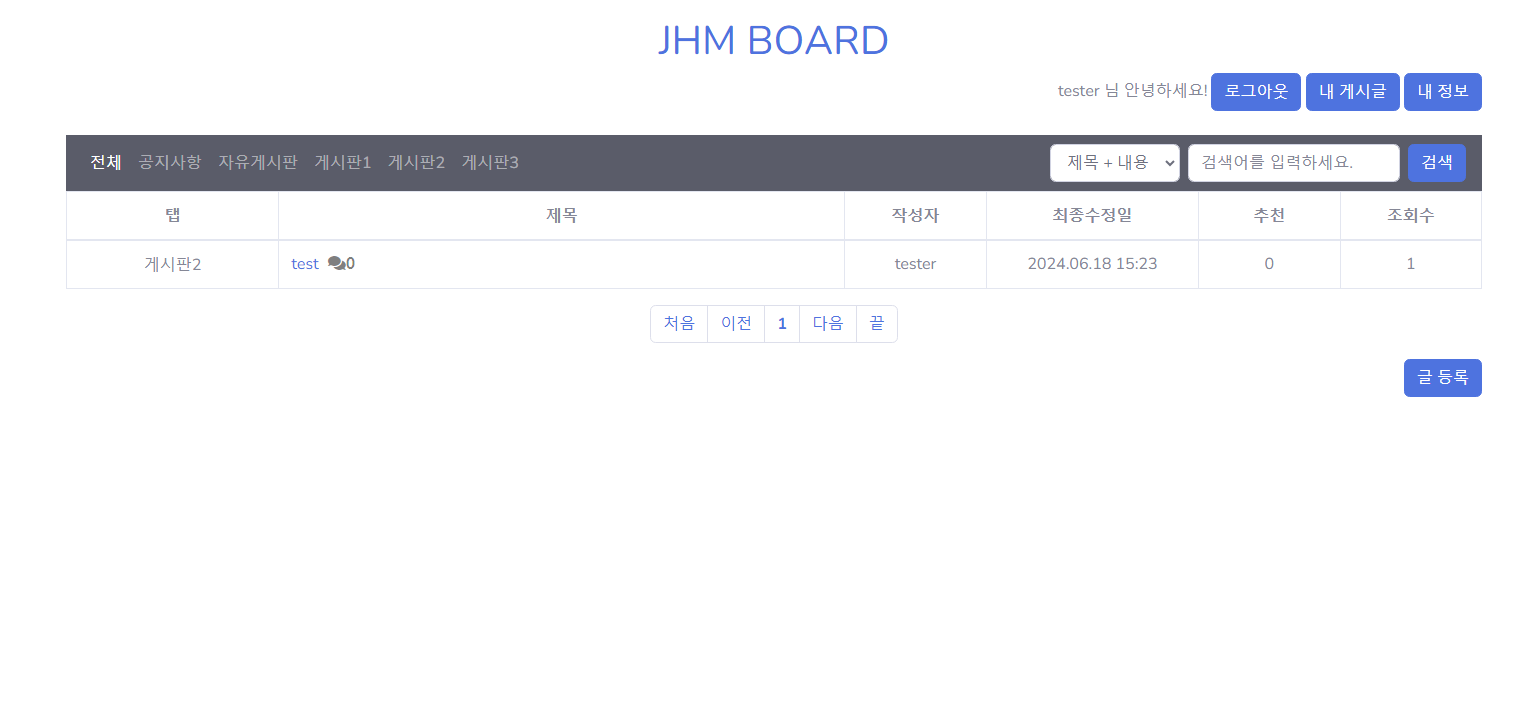 JHM BOARD
tester 님 안녕하세요! 로그아웃 내 게시글 내 정보
전체 공지사항 자유게시판 게시판1 게시판2 게시판3 제목 + 내용 검색어를 입력하세요. 검색
탭 제목 작성자 최종수정일 추천 조회수
게시판2 test 0 tester 2024.06.18 15:23 0 1
처음 이전 1 다음 끝
글 등록